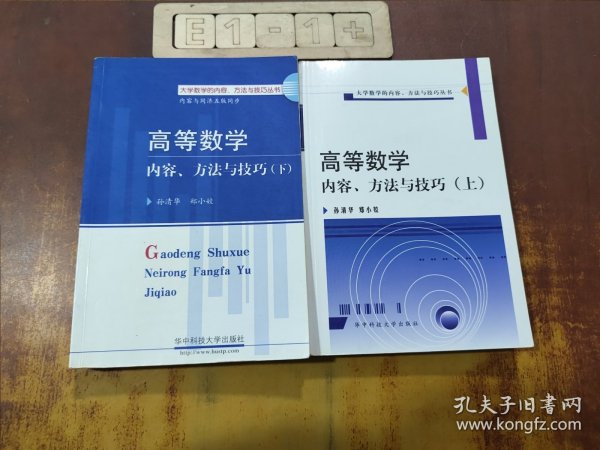 E1-1+
大学数学的内容、方法与技巧丛书
内容与同济五版同步
高等数学
内容、方法与技巧(下)
孙清华 郑小姣
Gaodeng Shuxue
Neirong Fangfa Yu
Jiqiao
华中科技大学出版社
http://www.hustp.com
大学数学的内容、方法与技巧丛书
高等数学
内容、方法与技巧(上)
孙清华 郑小姣
华中科技大学出版社
孔夫子旧书网
www.kongfz.com